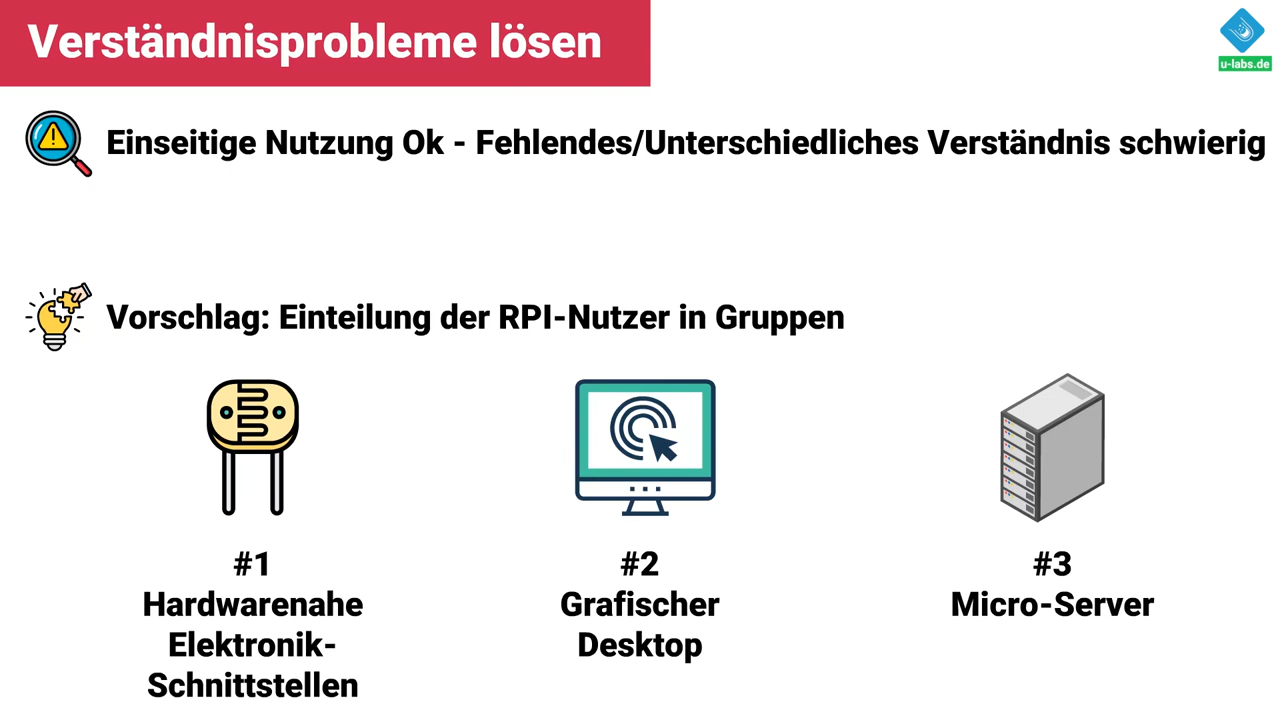 Verständnisprobleme lösen
u-labs.de
Einseitige Nutzung Ok - Fehlendes/Unterschiedliches Verständnis schwierig
Vorschlag: Einteilung der RPI-Nutzer in Gruppen
#1
Hardwarenahe
Elektronik-
Schnittstellen
#2
Grafischer
Desktop
#3
Micro-Server